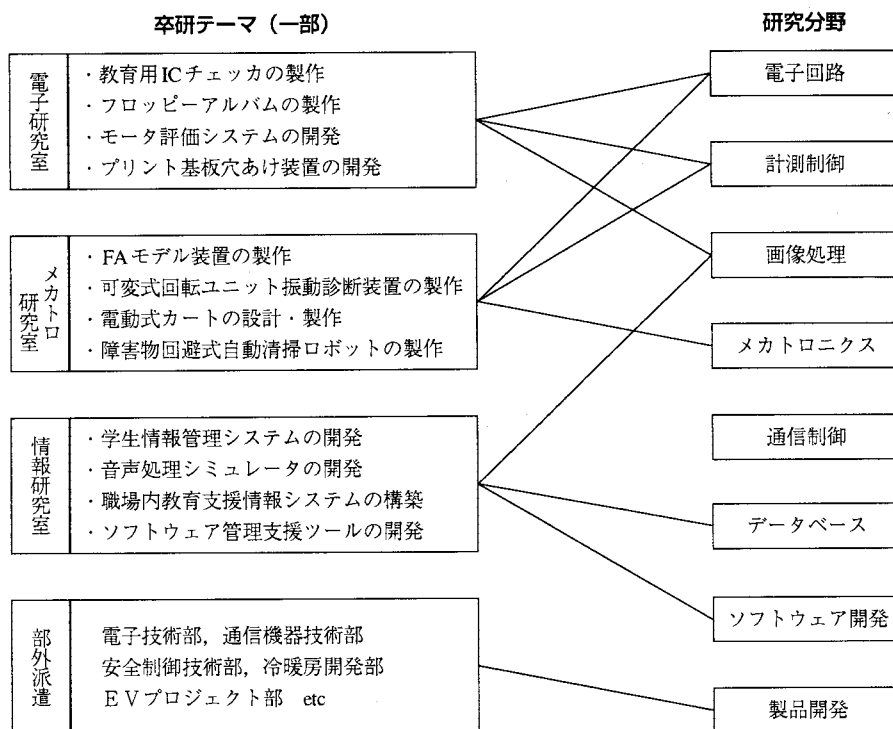 卒研テーマ（一部）
研究分野
電子研究室
・教育用ICチェッカの製作
・フロッピーアルバムの製作
・モータ評価システムの開発
・プリント基板穴あけ装置の開発
メカトロ
研究室
・FAモデル装置の製作
・可変式回転ユニット振動診断装置の製作
・電動式カートの設計・製作
・障害物回避式自動清掃ロボットの製作
情報研究室
・学生情報管理システムの開発
・音声処理シミュレータの開発
・職場内教育支援情報システムの構築
・ソフトウェア管理支援ツールの開発
部外派遣
電子技術部，通信機器技術部
安全制御技術部，冷暖房開発部
ＥＶプロジェクト部　etc
電子回路
計測制御
画像処理
メカトロニクス
通信制御
データベース
ソフトウェア開発
製品開発